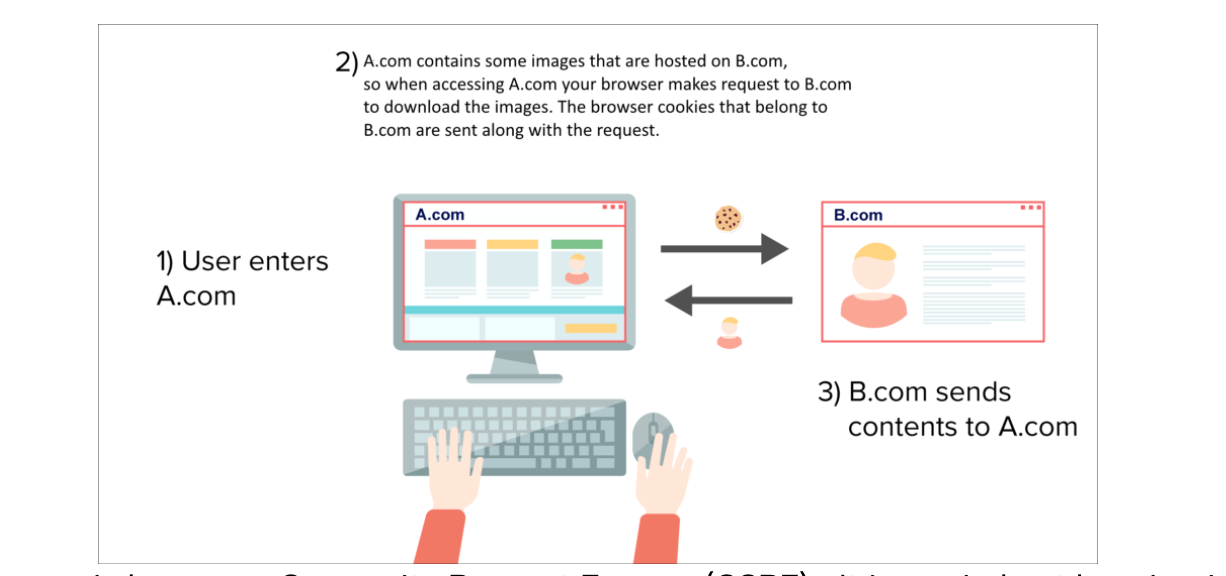 2) A.com contains some images that are hosted on B.com,
so when accessing A.com your browser makes request to B.com
to download the images. The browser cookies that belong to
B.com are sent along with the request.
A.com
B.com
1) User enters
A.com
3) B.com sends
contents to A.com